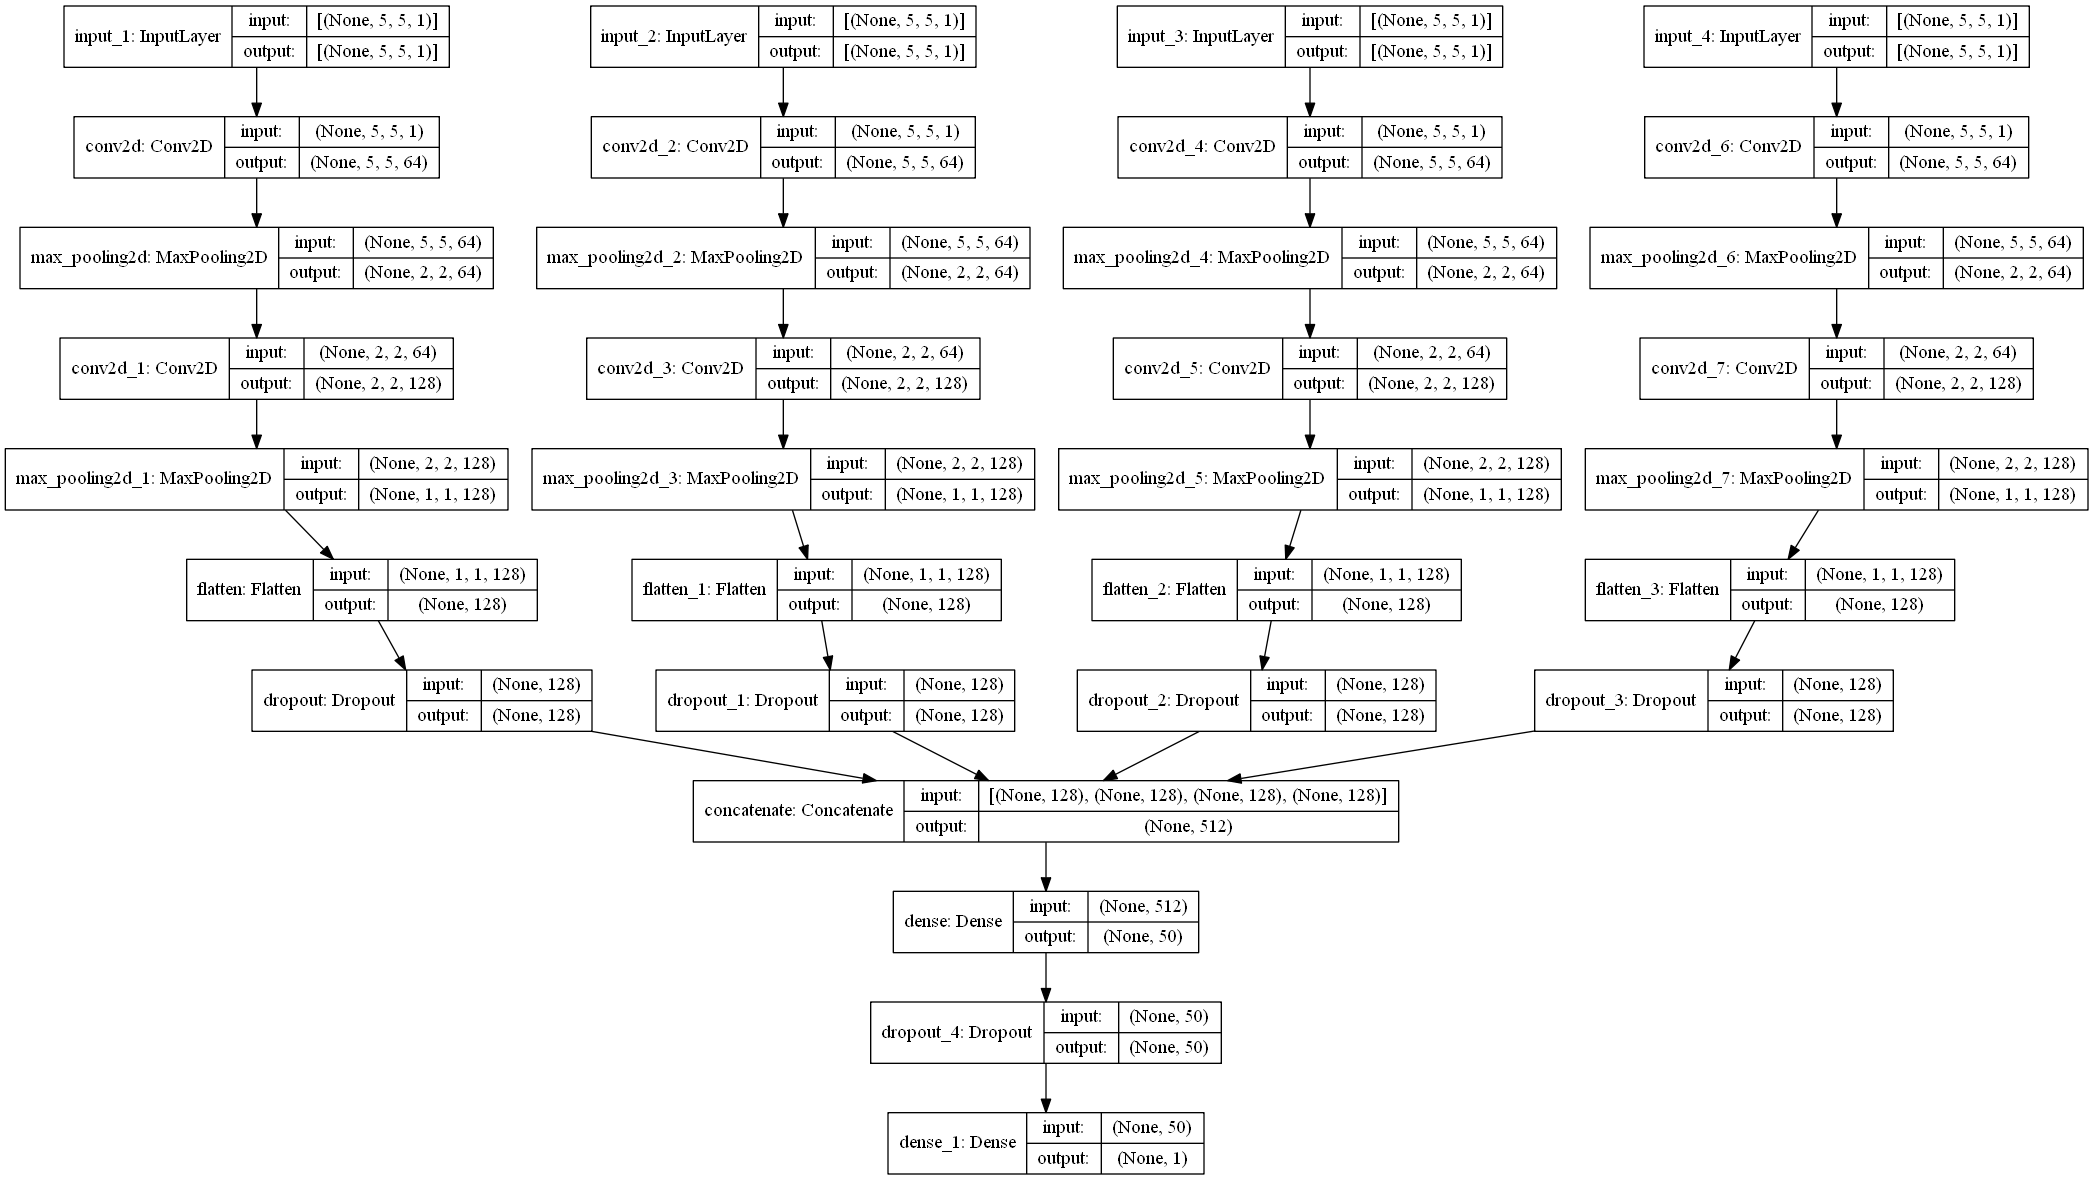 input_1: InputLayer
input:
[(None, 5, 5, 1)]
output:
[(None, 5, 5, 1)]
input_2: InputLayer
input:
[(None, 5, 5, 1)]
output:
[(None, 5, 5, 1)]
input_3: InputLayer
input:
[(None, 5, 5, 1)]
output:
[(None, 5, 5, 1)]
input_4: InputLayer
input:
[(None, 5, 5, 1)]
output:
[(None, 5, 5, 1)]
conv2d: Conv2D
input:
(None, 5, 5, 1)
output:
(None, 5, 5, 64)
conv2d_2: Conv2D
input:
(None, 5, 5, 1)
output:
(None, 5, 5, 64)
conv2d_4: Conv2D
input:
(None, 5, 5, 1)
output:
(None, 5, 5, 64)
conv2d_6: Conv2D
input:
(None, 5, 5, 1)
output:
(None, 5, 5, 64)
max_pooling2d: MaxPooling2D
input:
(None, 5, 5, 64)
output:
(None, 2, 2, 64)
max_pooling2d_2: MaxPooling2D
input:
(None, 5, 5, 64)
output:
(None, 2, 2, 64)
max_pooling2d_4: MaxPooling2D
input:
(None, 5, 5, 64)
output:
(None, 2, 2, 64)
max_pooling2d_6: MaxPooling2D
input:
(None, 5, 5, 64)
output:
(None, 2, 2, 64)
conv2d_1: Conv2D
input:
(None, 2, 2, 64)
output:
(None, 2, 2, 128)
conv2d_3: Conv2D
input:
(None, 2, 2, 64)
output:
(None, 2, 2, 128)
conv2d_5: Conv2D
input:
(None, 2, 2, 64)
output:
(None, 2, 2, 128)
conv2d_7: Conv2D
input:
(None, 2, 2, 64)
output:
(None, 2, 2, 128)
max_pooling2d_1: MaxPooling2D
input:
(None, 2, 2, 128)
output:
(None, 1, 1, 128)
max_pooling2d_3: MaxPooling2D
input:
(None, 2, 2, 128)
output:
(None, 1, 1, 128)
max_pooling2d_5: MaxPooling2D
input:
(None, 2, 2, 128)
output:
(None, 1, 1, 128)
max_pooling2d_7: MaxPooling2D
input:
(None, 2, 2, 128)
output:
(None, 1, 1, 128)
flatten: Flatten
input:
(None, 1, 1, 128)
output:
(None, 128)
flatten_1: Flatten
input:
(None, 1, 1, 128)
output:
(None, 128)
flatten_2: Flatten
input:
(None, 1, 1, 128)
output:
(None, 128)
flatten_3: Flatten
input:
(None, 1, 1, 128)
output:
(None, 128)
dropout: Dropout
input:
(None, 128)
output:
(None, 128)
dropout_1: Dropout
input:
(None, 128)
output:
(None, 128)
dropout_2: Dropout
input:
(None, 128)
output:
(None, 128)
dropout_3: Dropout
input:
(None, 128)
output:
(None, 128)
concatenate: Concatenate
input:
[(None, 128), (None, 128), (None, 128), (None, 128)]
output:
(None, 512)
dense: Dense
input:
(None, 512)
output:
(None, 50)
dropout_4: Dropout
input:
(None, 50)
output:
(None, 50)
dense_1: Dense
input:
(None, 50)
output:
(None, 1)